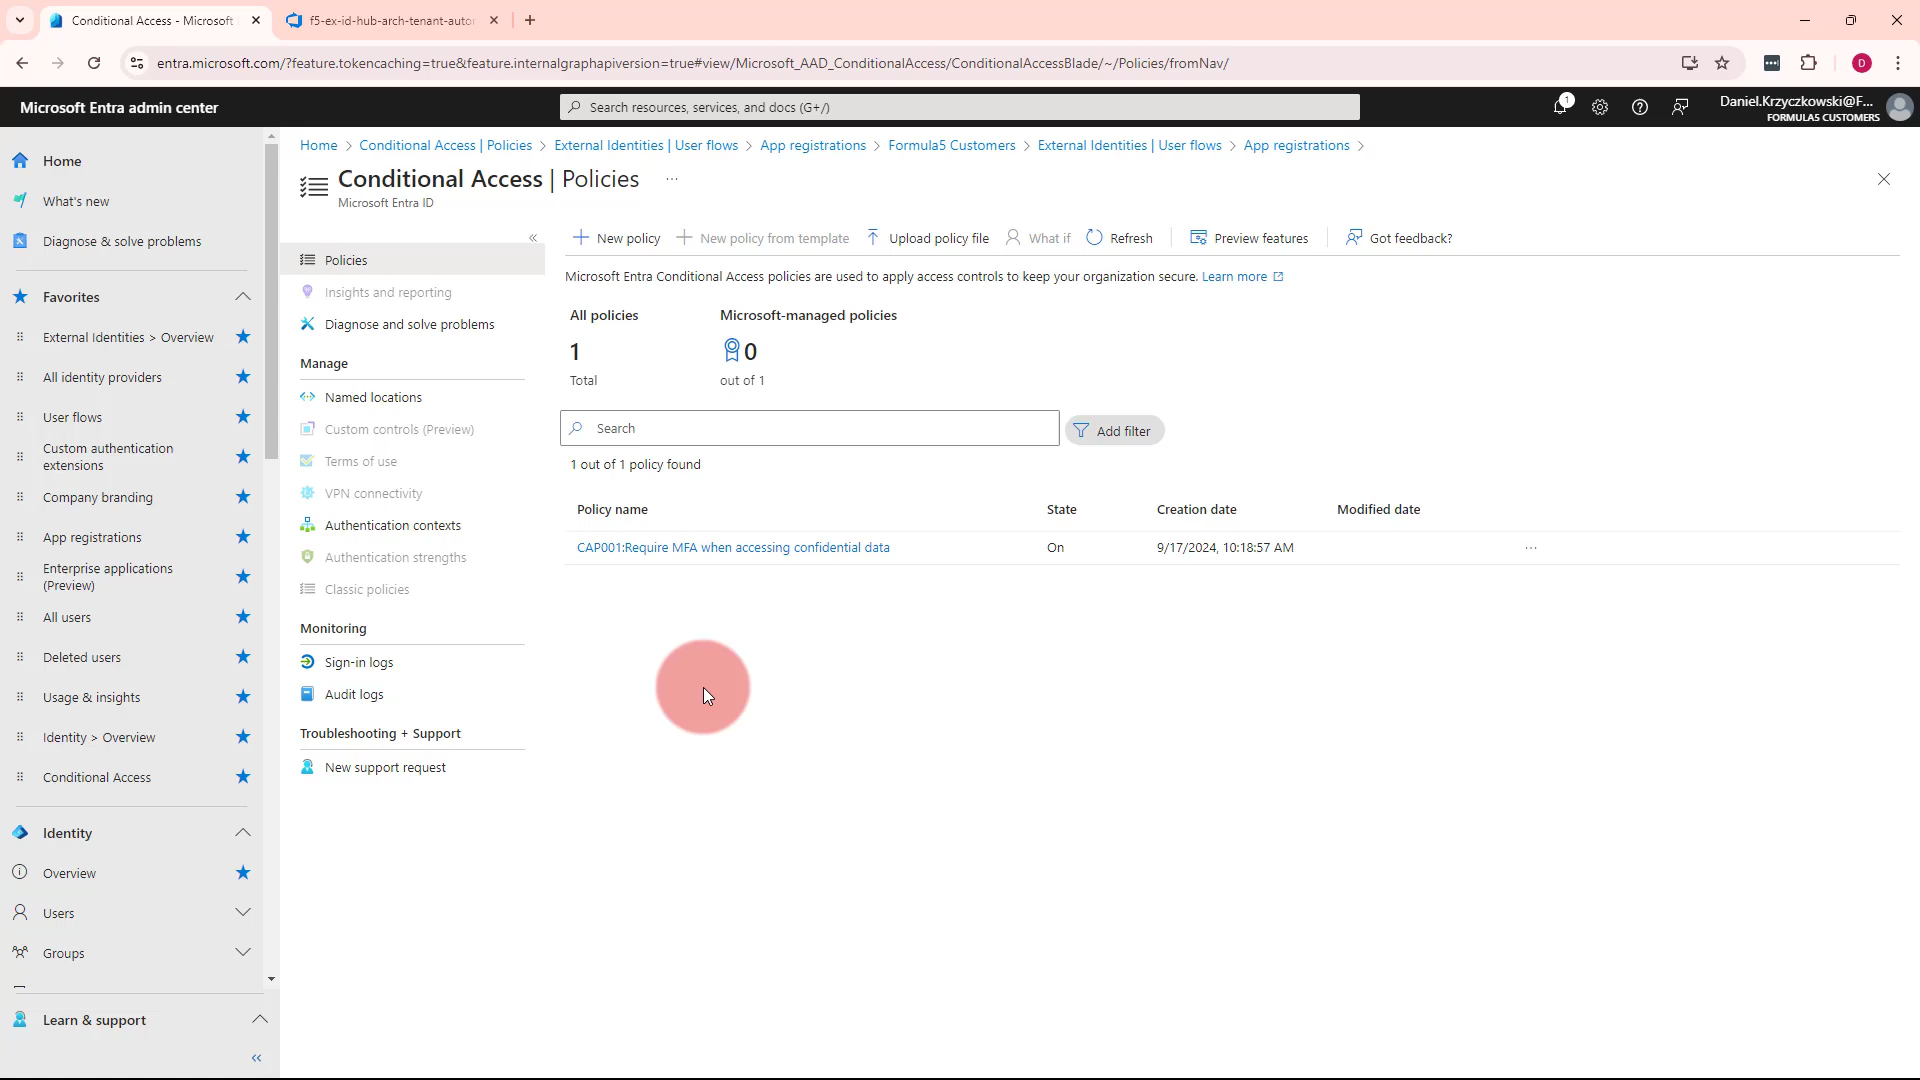 Conditional Access - Microsoft
f5-ex-id-hub-arch-tenant-auto
entra.microsoft.com/?feature.tokencaching=true&feature.internalgraphapiversion=true#view/Microsoft_AAD_ConditionalAccess/ConditionalAccessBlade/~/Policies/fromNav/
D
Microsoft Entra admin center
Search resources, services, and docs (G+/)
1
Daniel.Krzyczkowski@F...
FORMULA5 CUSTOMERS
Home
What's new
Diagnose & solve problems
Favorites
External Identities > Overview
All identity providers
User flows
Custom authentication
extensions
Company branding
App registrations
Enterprise applications
(Preview)
All users
Deleted users
Usage & insights
Identity > Overview
Conditional Access
Identity
Overview
Users
Groups
Learn & support
Home > Conditional Access | Policies > External Identities | User flows > App registrations > Formula5 Customers > External Identities | User flows > App registrations >
Conditional Access | Policies ...
Microsoft Entra ID
Policies
Insights and reporting
Diagnose and solve problems
Manage
Named locations
Custom controls (Preview)
Terms of use
VPN connectivity
Authentication contexts
Authentication strengths
Classic policies
Monitoring
Sign-in logs
Audit logs
Troubleshooting + Support
New support request
New policy New policy from template Upload policy file What if Refresh Preview features Got feedback?
Microsoft Entra Conditional Access policies are used to apply access controls to keep your organization secure. Learn more
All policies Microsoft-managed policies
1 0
Total out of 1
Search Add filter
1 out of 1 policy found
Policy name State Creation date Modified date
CAP001:Require MFA when accessing confidential data On 9/17/2024, 10:18:57 AM ...